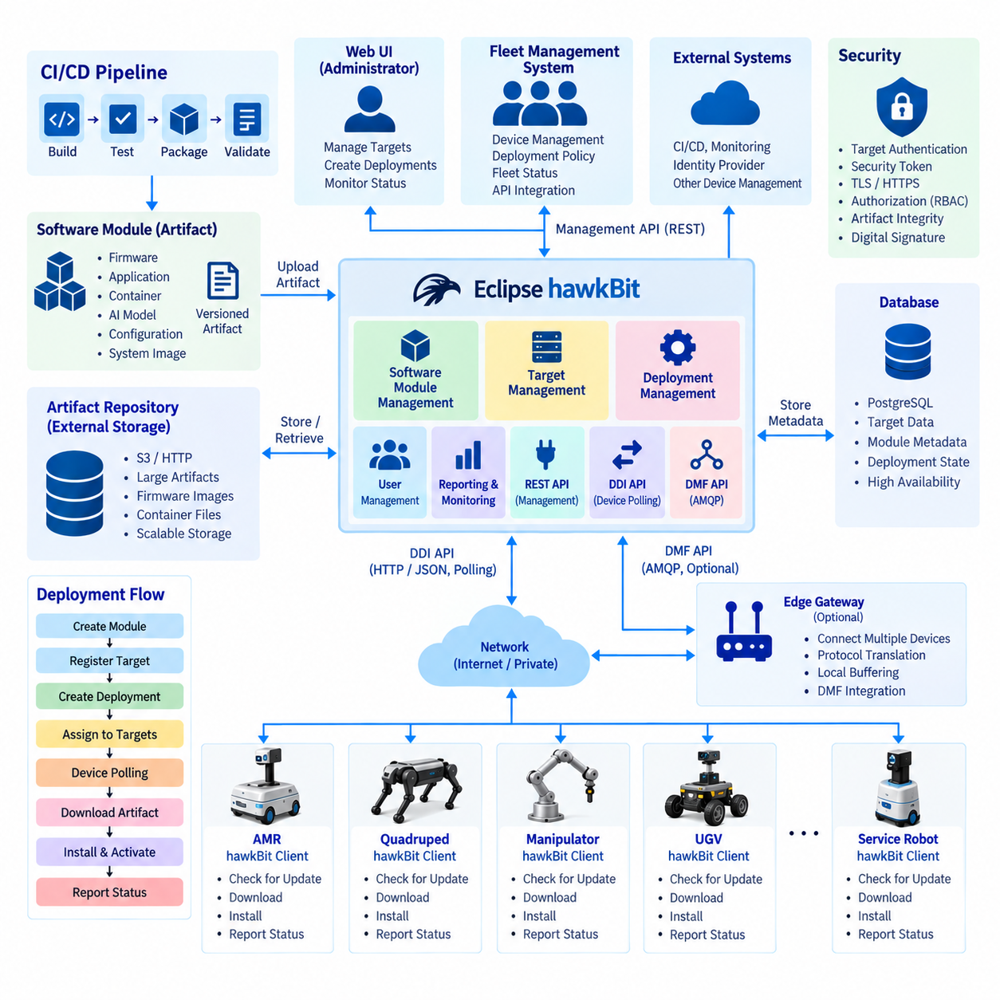 CI/CD Pipeline
Build
Test
Package
Validate
Web UI
(Administrator)
Manage Targets
Create Deployments
Monitor Status
Fleet Management
System
Device Management
Deployment Policy
Fleet Status
API Integration
External Systems
CI/CD, Monitoring
Identity Provider
Other Device Management
Security
• Target Authentication
• Security Token
• TLS / HTTPS
• Authorization (RBAC)
• Artifact Integrity
• Digital Signature
Management API (REST)
Software Module (Artifact)
• Firmware
• Application
• Container
• AI Model
• Configuration
• System Image
Versioned
Artifact
Upload
Artifact
Eclipse hawkBit
Software
Module
Management
Target
Management
Deployment
Management
User
Management
Reporting &
Monitoring
REST API
(Management)
DDI API
(Device Polling)
DMF API
(AMQP)
Database
• PostgreSQL
• Target Data
• Module Metadata
• Deployment State
• High Availability
Store
Metadata
Artifact Repository
(External Storage)
• S3 / HTTP
• Large Artifacts
• Firmware Images
• Container Files
• Scalable Storage
Store /
Retrieve
DDI API
(HTTP / JSON, Polling)
DMF API
(AMQP, Optional)
Deployment Flow
Create Module
Register Target
Create Deployment
Assign to Targets
Device Polling
Download Artifact
Install & Activate
Report Status
Network
(Internet / Private)
Edge Gateway
(Optional)
• Connect Multiple Devices
• Protocol Translation
• Local Buffering
• DMF Integration
AMR
hawkBit Client
• Check for Update
• Download
• Install
• Report Status
Quadruped
hawkBit Client
• Check for Update
• Download
• Install
• Report Status
Manipulator
hawkBit Client
• Check for Update
• Download
• Install
• Report Status
UGV
hawkBit Client
• Check for Update
• Download
• Install
• Report Status
• • •
Service Robot
hawkBit Client
• Check for Update
• Download
• Install
• Report Status